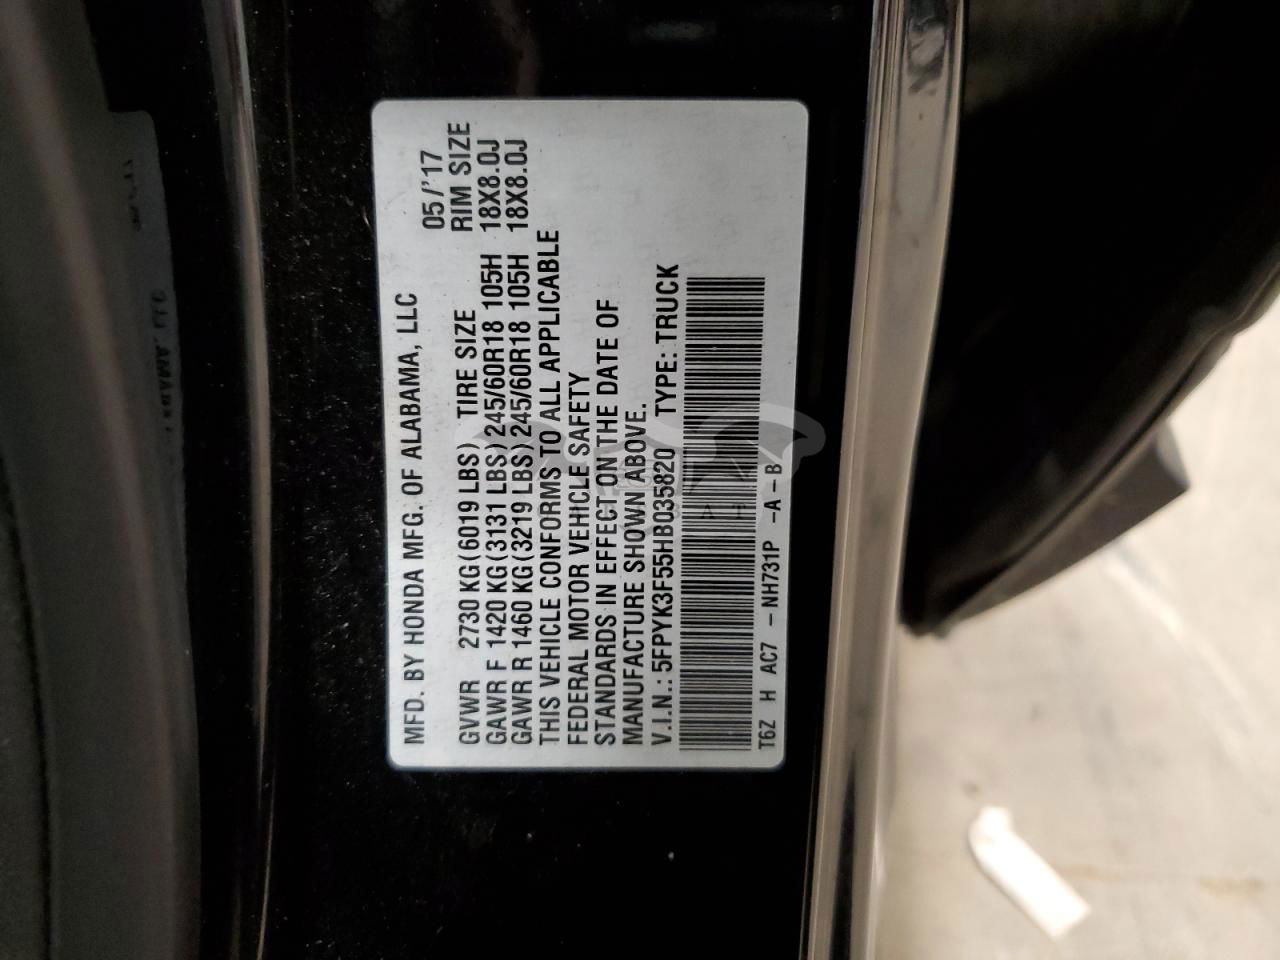 MFD. BY HONDA MFG. OF ALABAMA, LLC 05/'17
GVWR 2730 KG(6019 LBS) TIRE SIZE RIM SIZE
GAWR F 1420 KG(3131 LBS)245/60R18 105H 18X8.0J
GAWR R 1460 KG(3219 LBS)245/60R18 105H 18X8.0J
THIS VEHICLE CONFORMS TO ALL APPLICABLE
FEDERAL MOTOR VEHICLE SAFETY
STANDARDS IN EFFECT ON THE DATE OF
MANUFACTURE SHOWN ABOVE.
V.I.N.: 5FPYK3F55HB035820 TYPE: TRUCK
T6Z H AC7 - NH731P -A-B